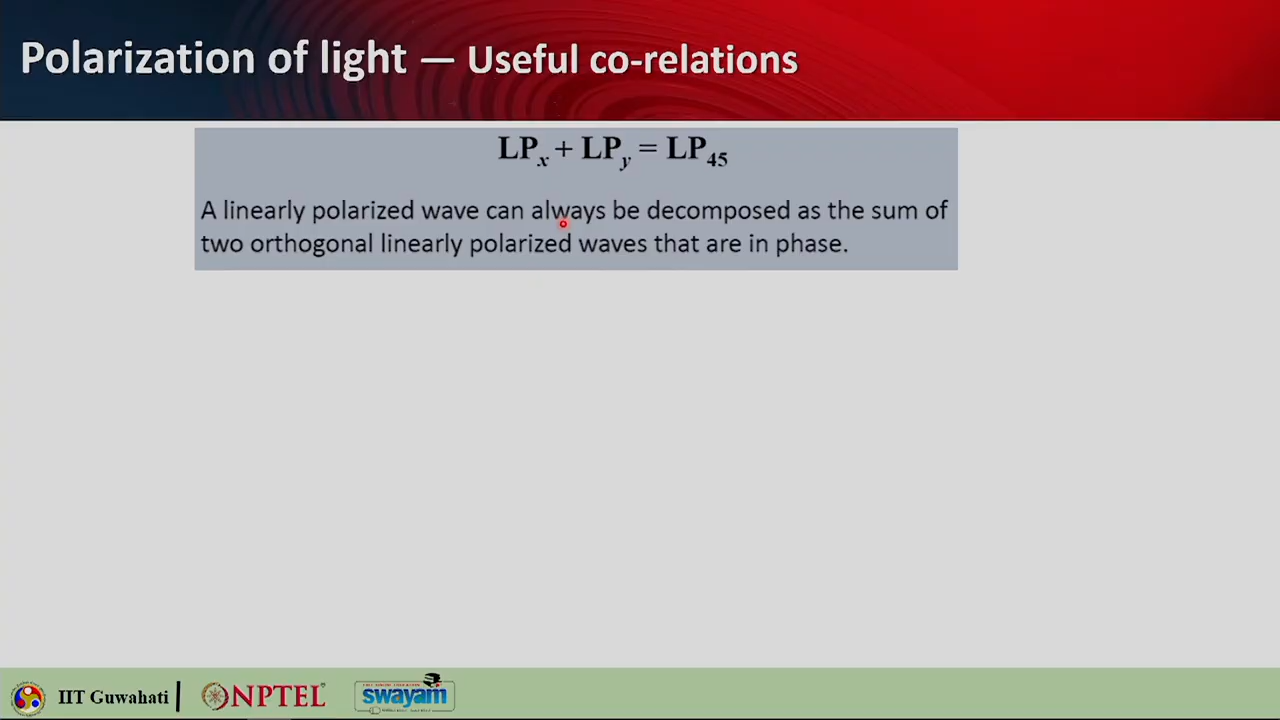 Polarization of light — Useful co-relations
LPx + LPy = LP45
A linearly polarized wave can always be decomposed as the sum of
two orthogonal linearly polarized waves that are in phase.
IIT Guwahati
NPTEL
swayam